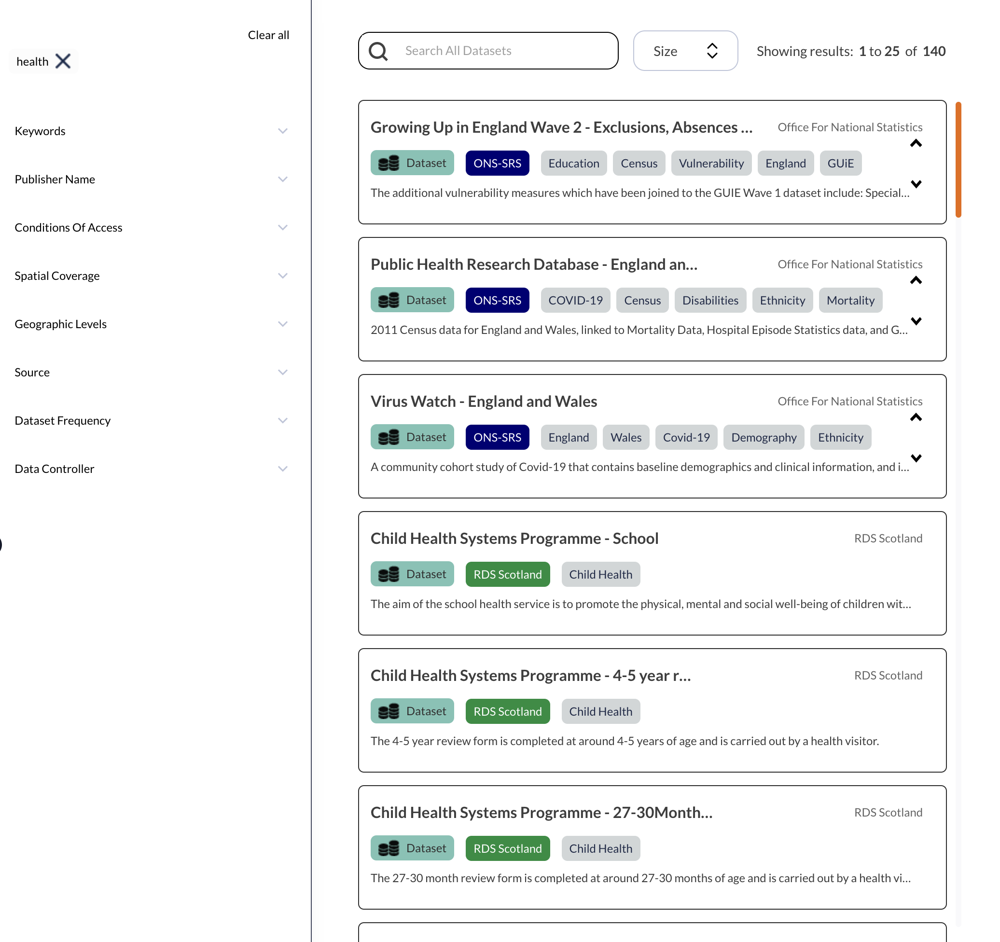 Clear all
health
Keywords
Publisher Name
Conditions Of Access
Spatial Coverage
Geographic Levels
Source
Dataset Frequency
Data Controller
Search All Datasets
Size
Showing results: 1 to 25 of 140
Growing Up in England Wave 2 - Exclusions, Absences ...
Office For National Statistics
Dataset ONS-SRS Education Census Vulnerability England GUiE
The additional vulnerability measures which have been joined to the GUIE Wave 1 dataset include: Special...
Public Health Research Database - England an...
Office For National Statistics
Dataset ONS-SRS COVID-19 Census Disabilities Ethnicity Mortality
2011 Census data for England and Wales, linked to Mortality Data, Hospital Episode Statistics data, and G...
Virus Watch - England and Wales
Office For National Statistics
Dataset ONS-SRS England Wales Covid-19 Demography Ethnicity
A community cohort study of Covid-19 that contains baseline demographics and clinical information, and i...
Child Health Systems Programme - School
RDS Scotland
Dataset RDS Scotland Child Health
The aim of the school health service is to promote the physical, mental and social well-being of children wit...
Child Health Systems Programme - 4-5 year r...
RDS Scotland
Dataset RDS Scotland Child Health
The 4-5 year review form is completed at around 4-5 years of age and is carried out by a health visitor.
Child Health Systems Programme - 27-30Month...
RDS Scotland
Dataset RDS Scotland Child Health
The 27-30 month review form is completed at around 27-30 months of age and is carried out by a health vi...